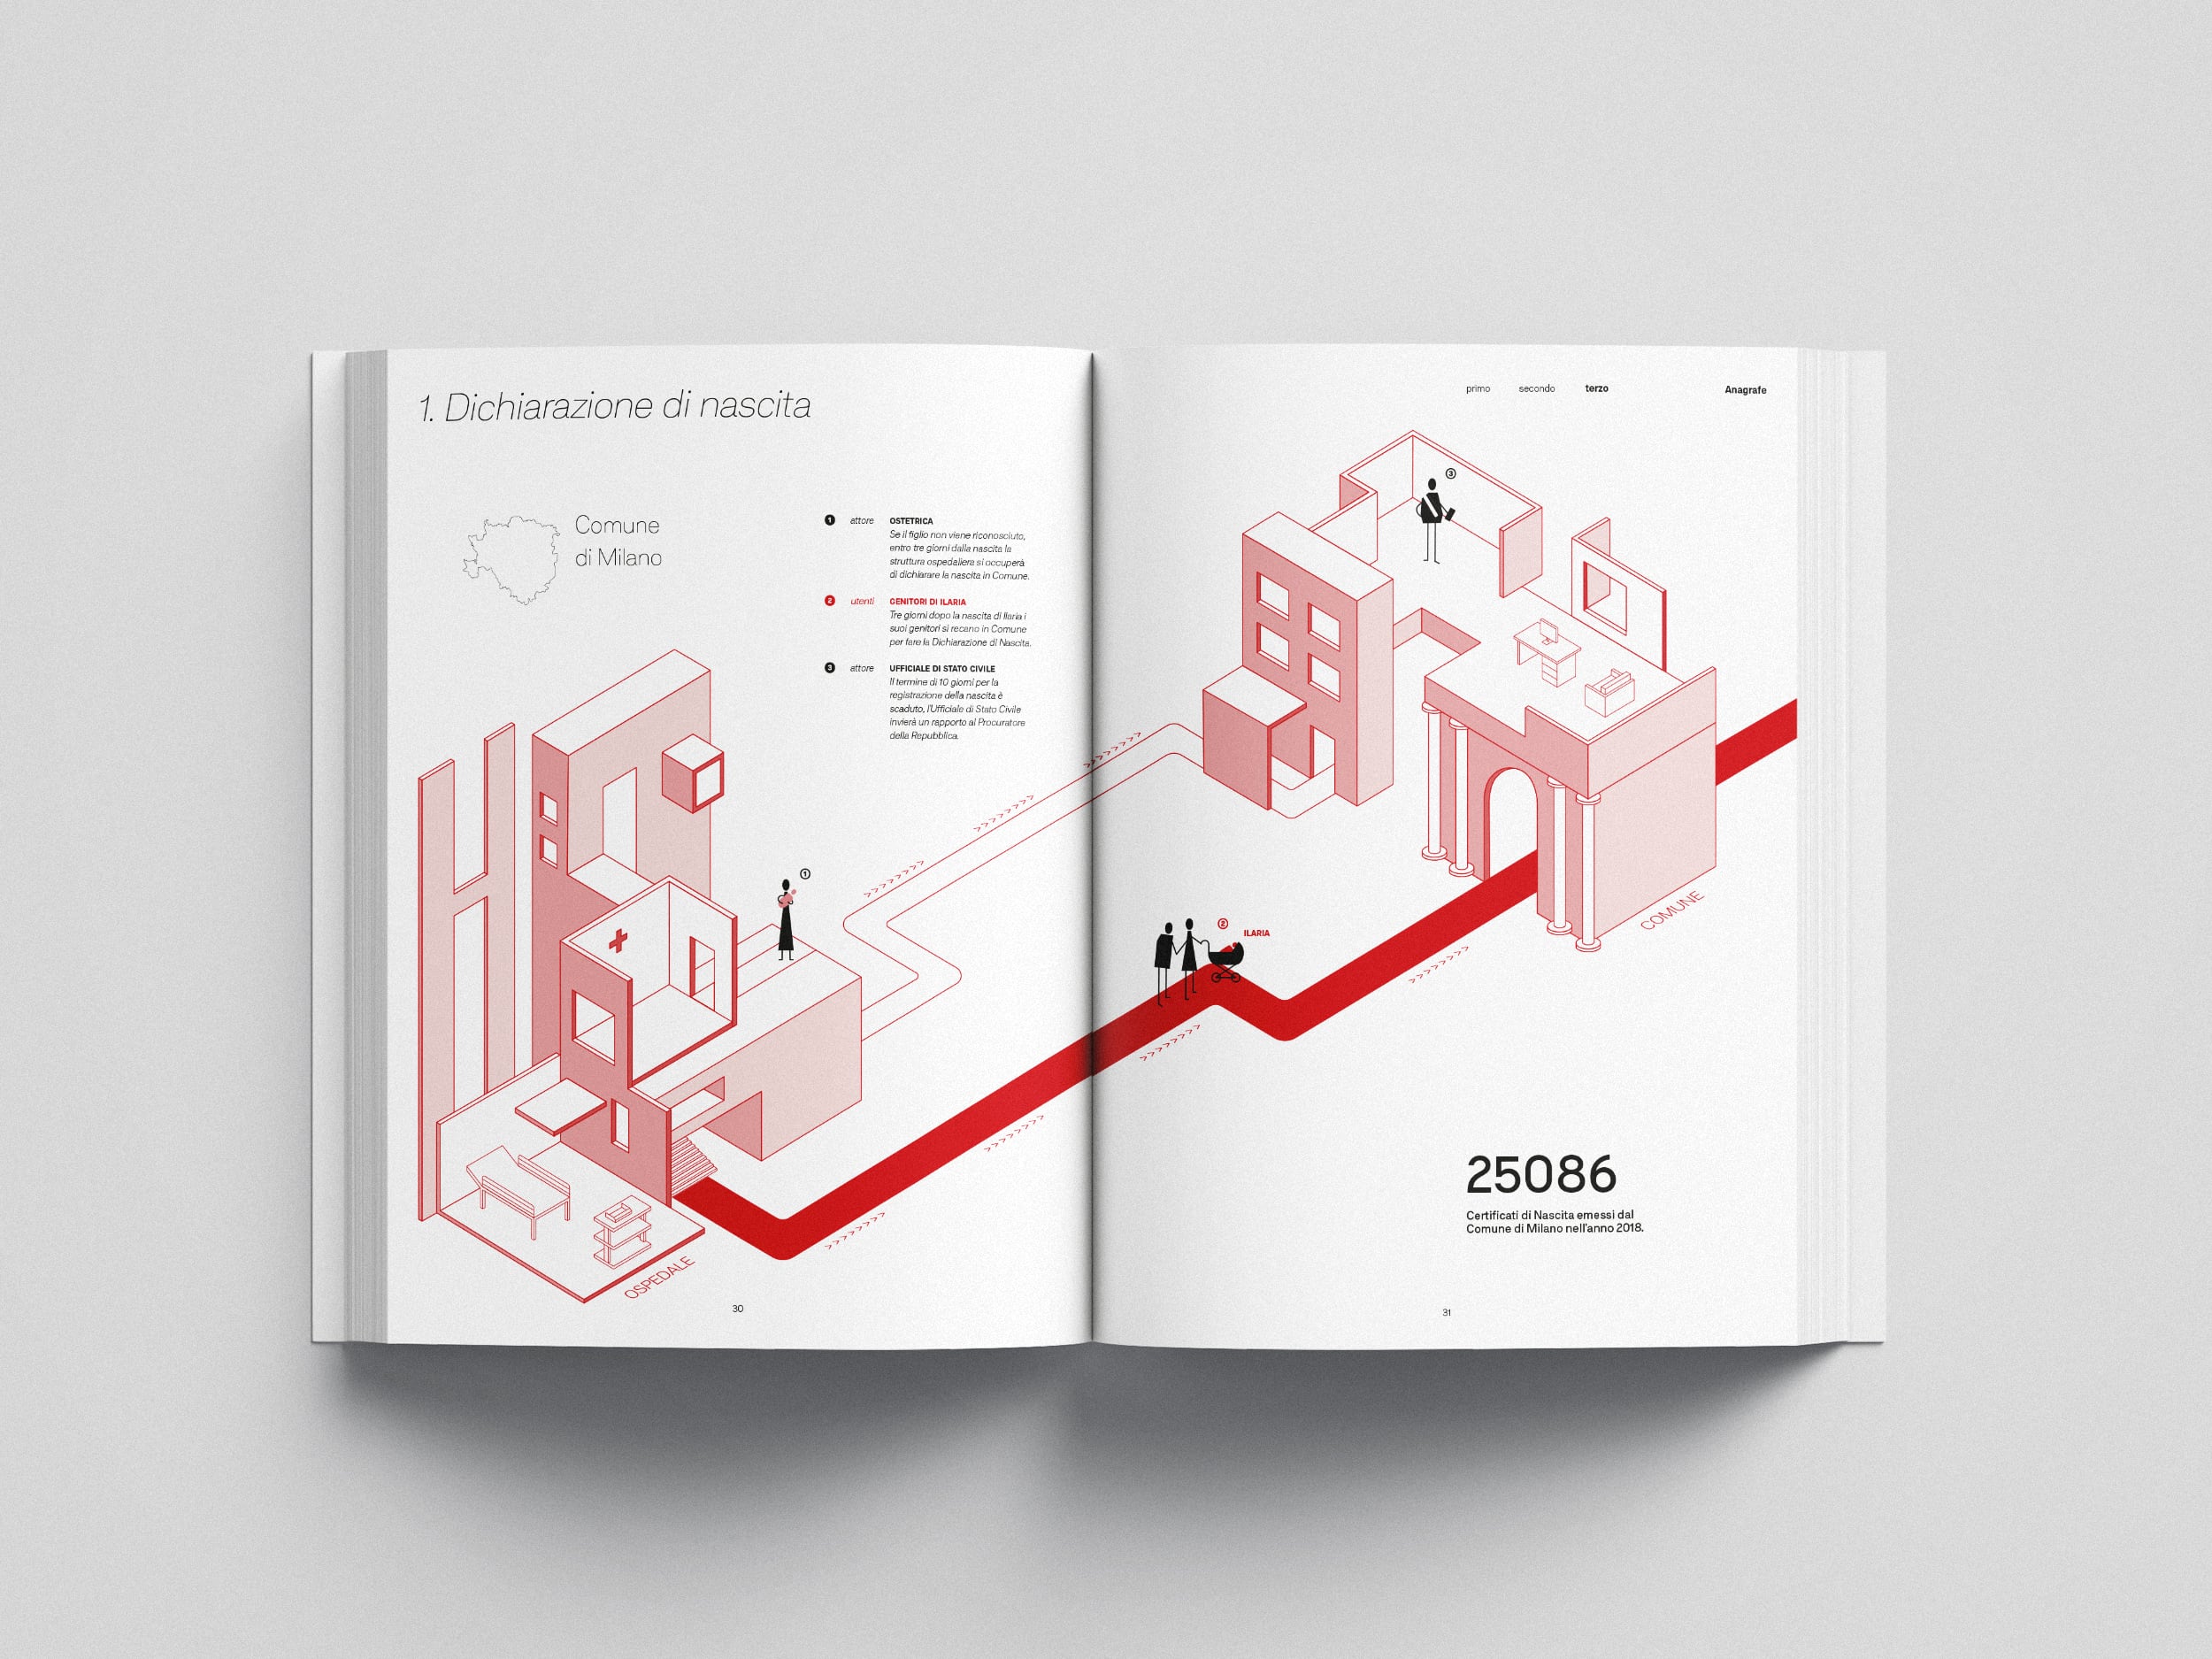 1. Dichiarazione di nascita
Comune
di Milano
1 attore OSTETRICA
Se il figlio non viene riconosciuto,
entro tre giorni dalla nascita la
struttura ospedaliera si occuperà
di dichiarare la nascita in Comune.
2 utenti GENITORI DI ILARIA
Tre giorni dopo la nascita di Ilaria i
suoi genitori si recano in Comune
per fare la Dichiarazione di Nascita.
3 attore UFFICIALE DI STATO CIVILE
Il termine di 10 giorni per la
registrazione della nascita è
scaduto, l'Ufficiale di Stato Civile
invierà un rapporto al Procuratore
della Repubblica.
1
H
OSPEDALE
30
primo secondo terzo Anagrafe
3
2
ILARIA
COMUNE
25086
Certificati di Nascita emessi dal
Comune di Milano nell'anno 2018.
31